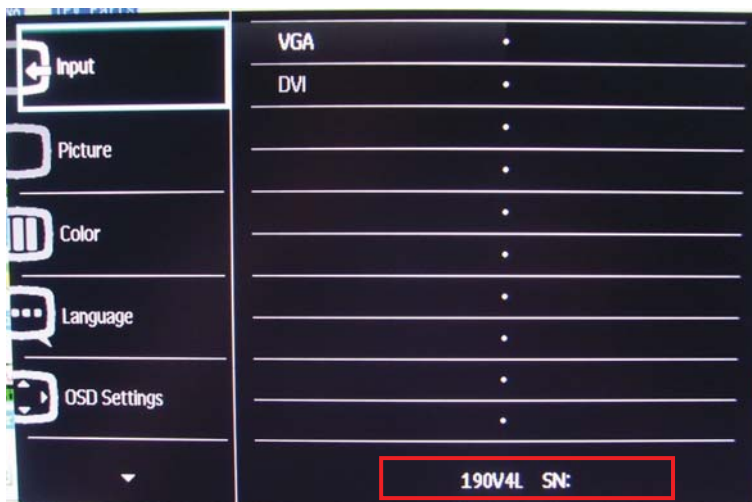 Input
Picture
Color
Language
OSD Settings
VGA
DVI
190V4L SN: